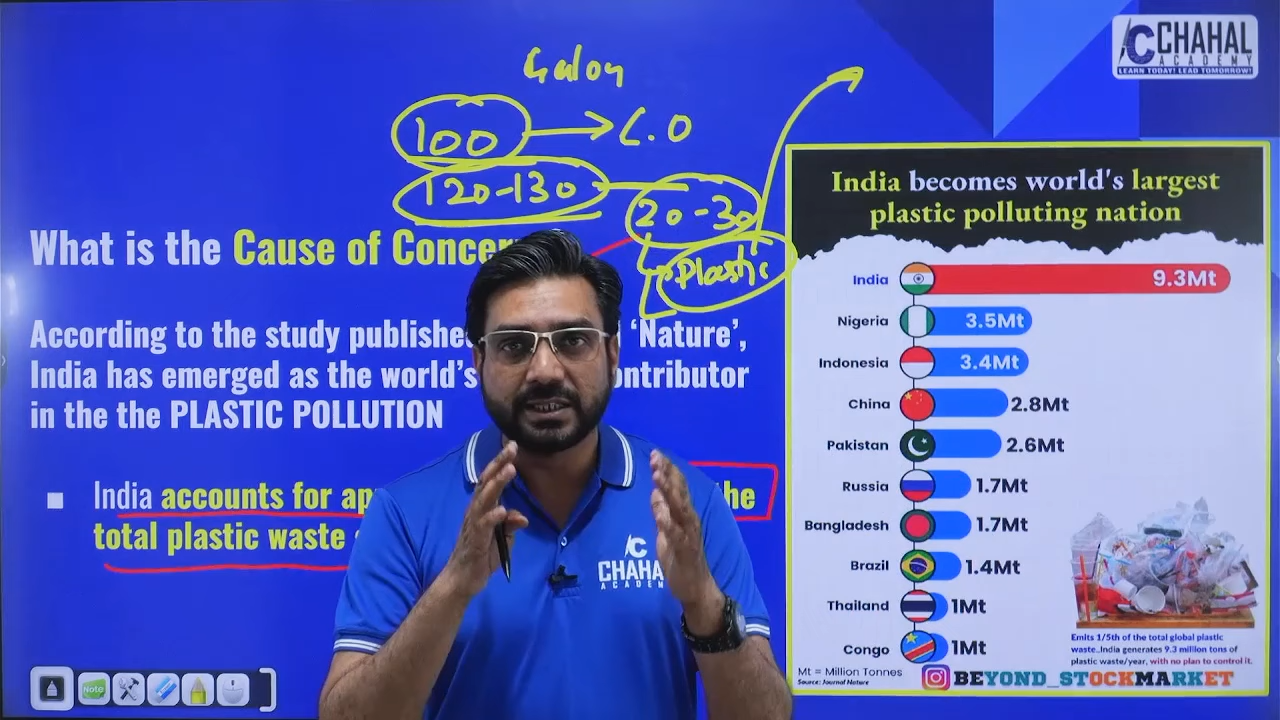 CHAHAL
ACADEMY
LEARN TODAY! LEAD TOMORROW!
100 → C.O
120-130
20-30
Plastic
What is the Cause of Concer
According to the study publishe ‘Nature’,
India has emerged as the world’s ontributor
in the the PLASTIC POLLUTION
India accounts for ap he
total plastic waste
India becomes world's largest
plastic polluting nation
India 9.3Mt
Nigeria 3.5Mt
Indonesia 3.4Mt
China 2.8Mt
Pakistan 2.6Mt
Russia 1.7Mt
Bangladesh 1.7Mt
Brazil 1.4Mt
Thailand 1Mt
Congo 1Mt
Emits 1/5th of the total global plastic
waste..India generates 9.3 million tons of
plastic waste/year, with no plan to control it.
Mt = Million Tonnes
Source: Journal Nature
BEYOND_STOCKMARKET
CHAHA
ACADEM
Note